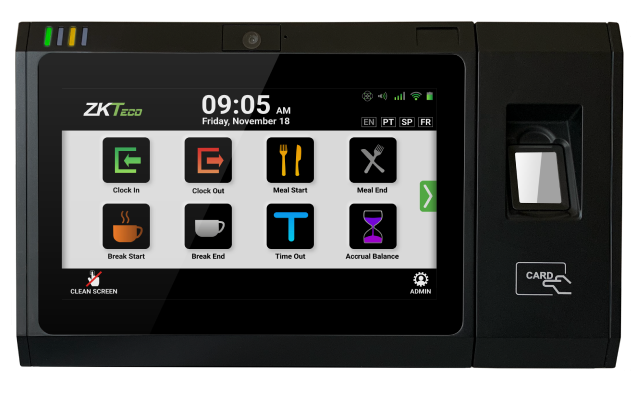 ZKTeco
09:05 AM
Friday, November 18
EN PT SP FR
Clock In
Clock Out
Meal Start
Meal End
Break Start
Break End
Time Out
Accrual Balance
CLEAN SCREEN
ADMIN
CARD